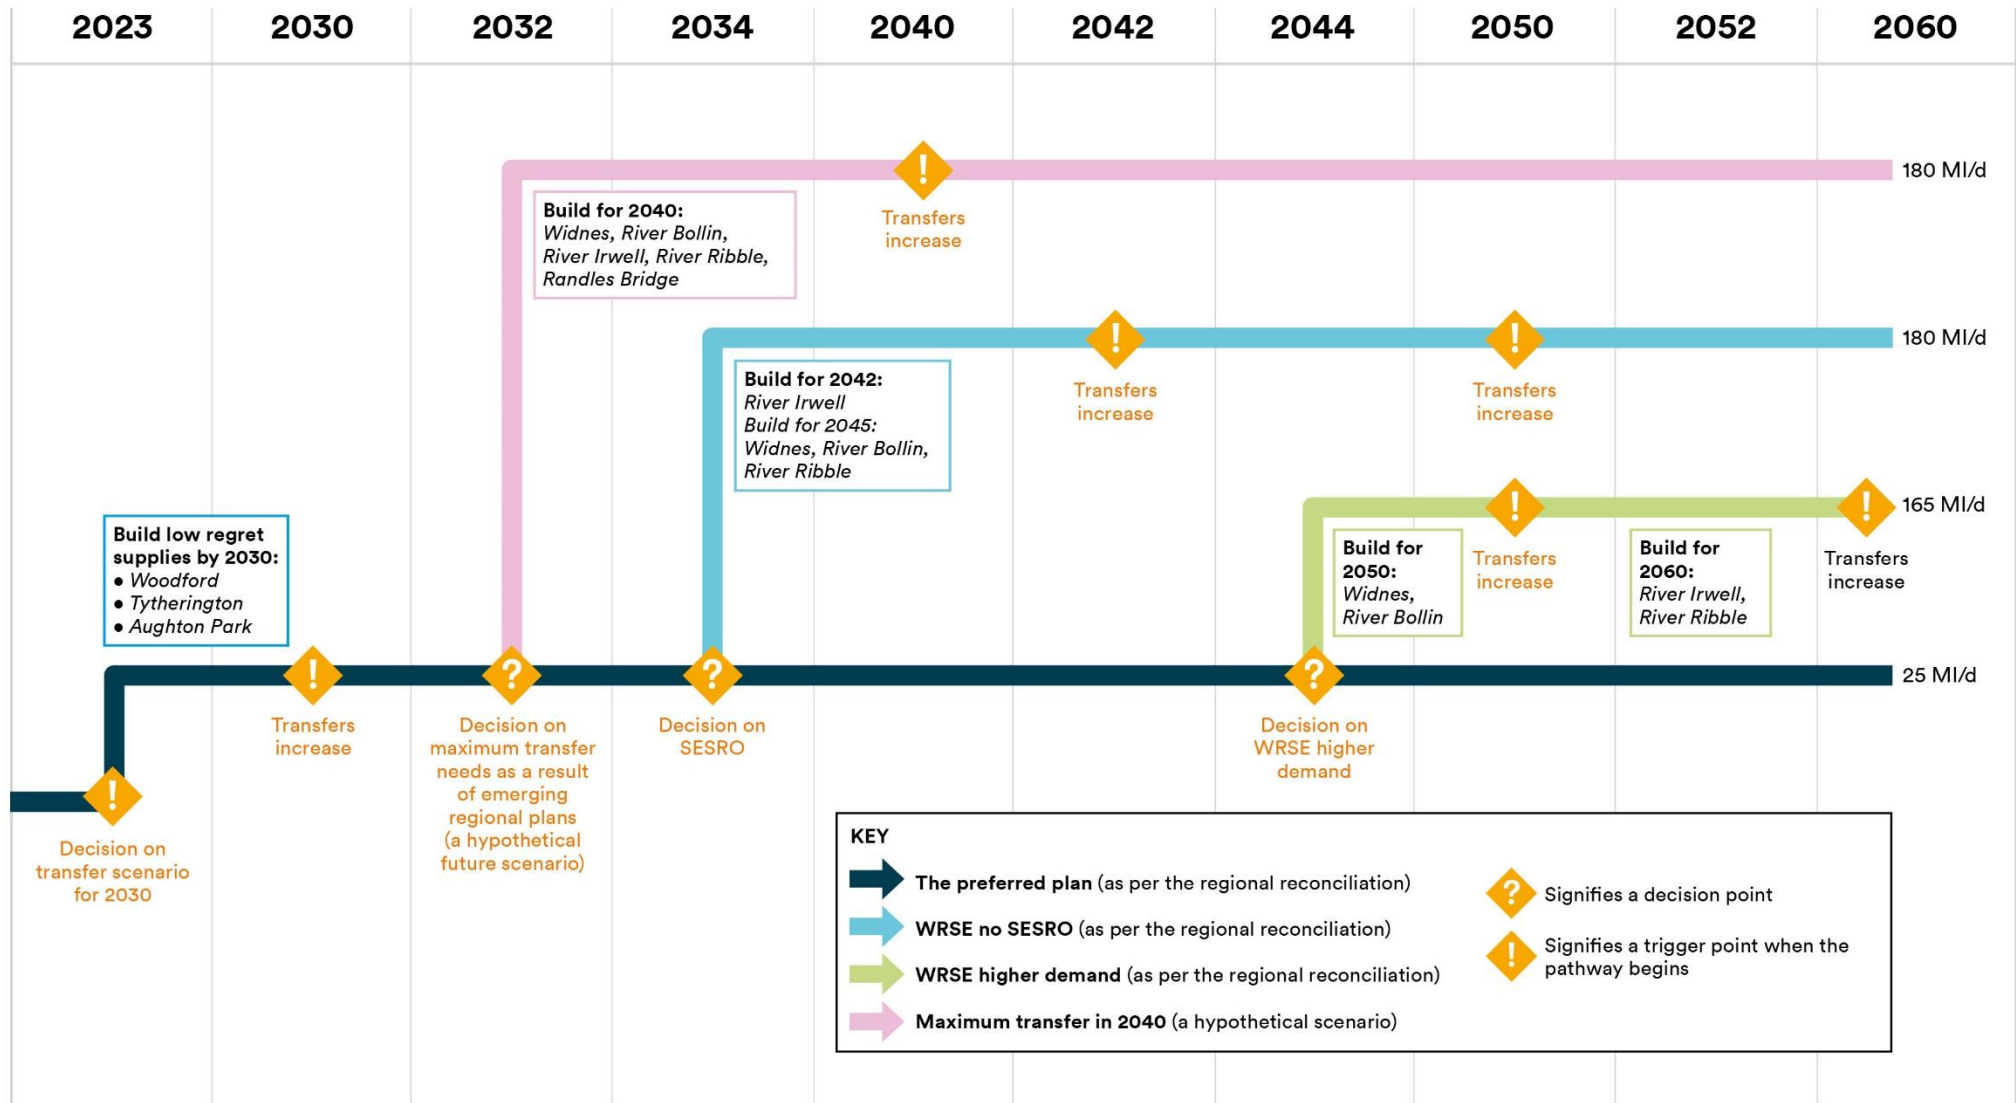 2023 2030 2032 2034 2040 2042 2044 2050 2052 2060
180 Ml/d
Build for 2040:
Widnes, River Bollin,
River Irwell, River Ribble,
Randles Bridge
Transfers
increase
180 Ml/d
Build for 2042:
River Irwell
Build for 2045:
Widnes, River Bollin,
River Ribble
Transfers
increase
Transfers
increase
165 Ml/d
Build for
2050:
Widnes,
River Bollin
Transfers
increase
Build for
2060:
River Irwell,
River Ribble
Transfers
increase
Build low regret
supplies by 2030:
• Woodford
• Tytherington
• Aughton Park
25 Ml/d
Transfers
increase
Decision on
maximum transfer
needs as a result
of emerging
regional plans
(a hypothetical
future scenario)
Decision on
SESRO
Decision on
WRSE higher
demand
Decision on
transfer scenario
for 2030
KEY
The preferred plan (as per the regional reconciliation)
WRSE no SESRO (as per the regional reconciliation)
WRSE higher demand (as per the regional reconciliation)
Maximum transfer in 2040 (a hypothetical scenario)
? Signifies a decision point
! Signifies a trigger point when the
pathway begins